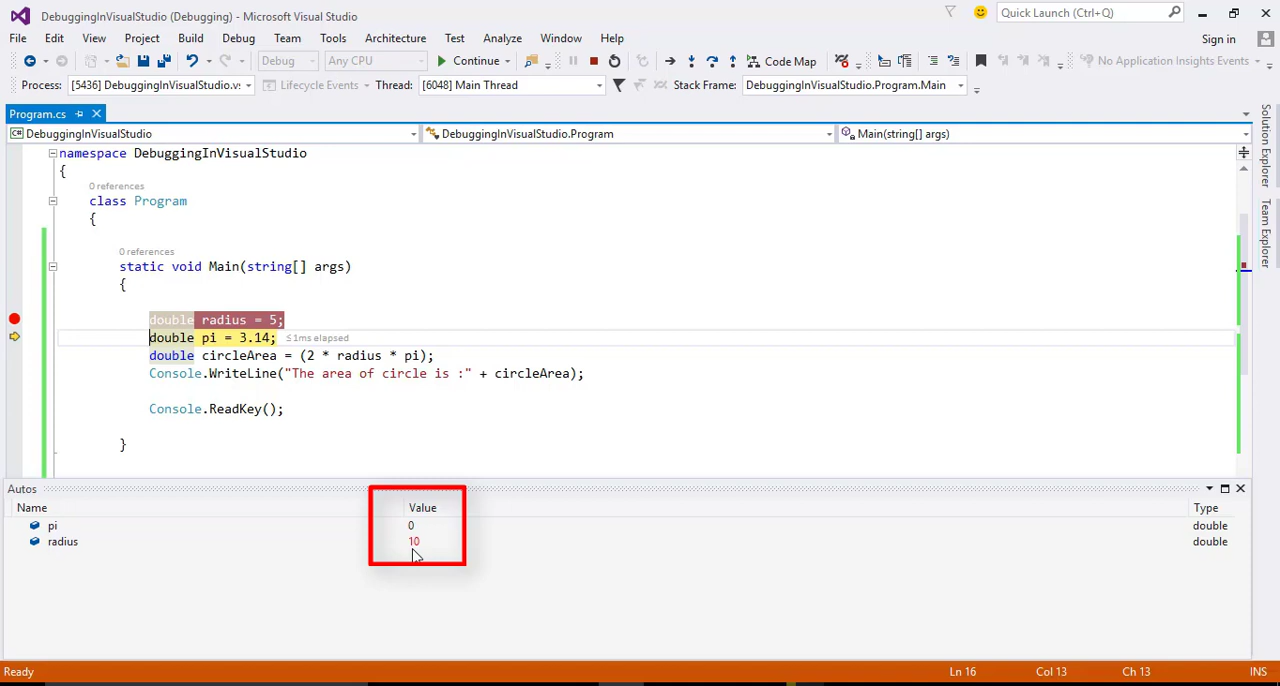 DebuggingInVisualStudio (Debugging) - Microsoft Visual Studio
Quick Launch (Ctrl+Q)
File Edit View Project Build Debug Team Tools Architecture Test Analyze Window Help
Sign in
Debug Any CPU Continue Code Map No Application Insights Events
Process: [5436] DebuggingInVisualStudio.v Lifecycle Events Thread: [6048] Main Thread Stack Frame: DebuggingInVisualStudio.Program.Main
Program.cs
C# DebuggingInVisualStudio DebuggingInVisualStudio.Program Main(string[] args)
namespace DebuggingInVisualStudio
{
0 references
class Program
{
0 references
static void Main(string[] args)
{
double radius = 5;
double pi = 3.14; ≤1ms elapsed
double circleArea = (2 * radius * pi);
Console.WriteLine("The area of circle is :" + circleArea);
Console.ReadKey();
}
Solution Explorer
Team Explorer
Autos
Name Value Type
pi 0 double
radius 10 double
Ready Ln 16 Col 13 Ch 13 INS